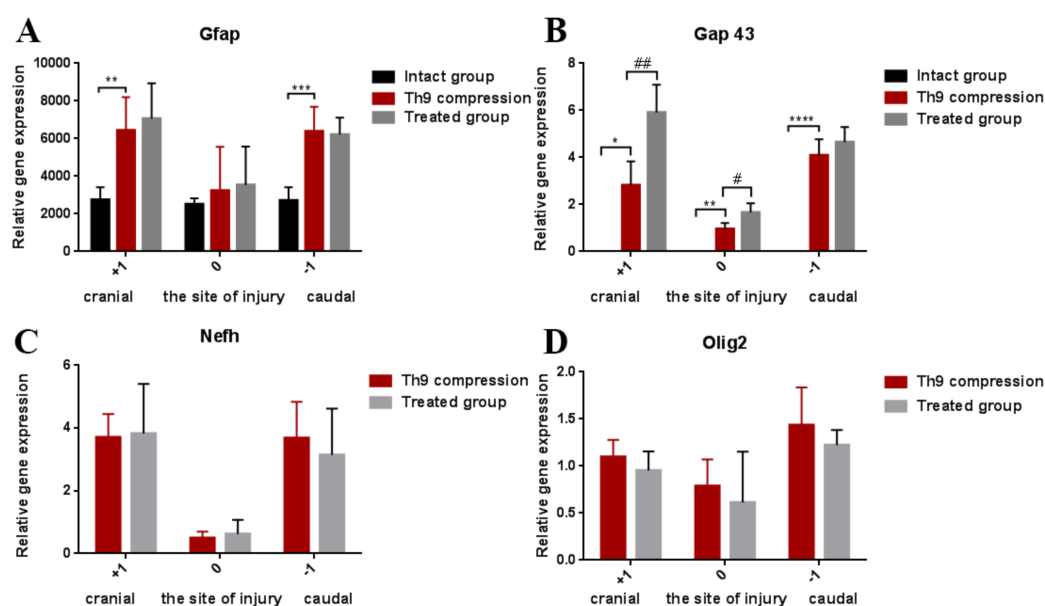 A
Gfap
Relative gene expression
10000
8000
6000
4000
2000
0
**
***
Intact group
Th9 compression
Treated group
+1
0
-1
cranial
the site of injury
caudal
B
Gap 43
Relative gene expression
8
6
4
2
0
*
##
**
#
****
Intact group
Th9 compression
Treated group
+1
0
-1
cranial
the site of injury
caudal
C
Nefh
Relative gene expression
6
4
2
0
Th9 compression
Treated group
+1
0
-1
cranial
the site of injury
caudal
D
Olig2
Relative gene expression
2.0
1.5
1.0
0.5
0.0
Th9 compression
Treated group
+1
0
-1
cranial
the site of injury
caudal